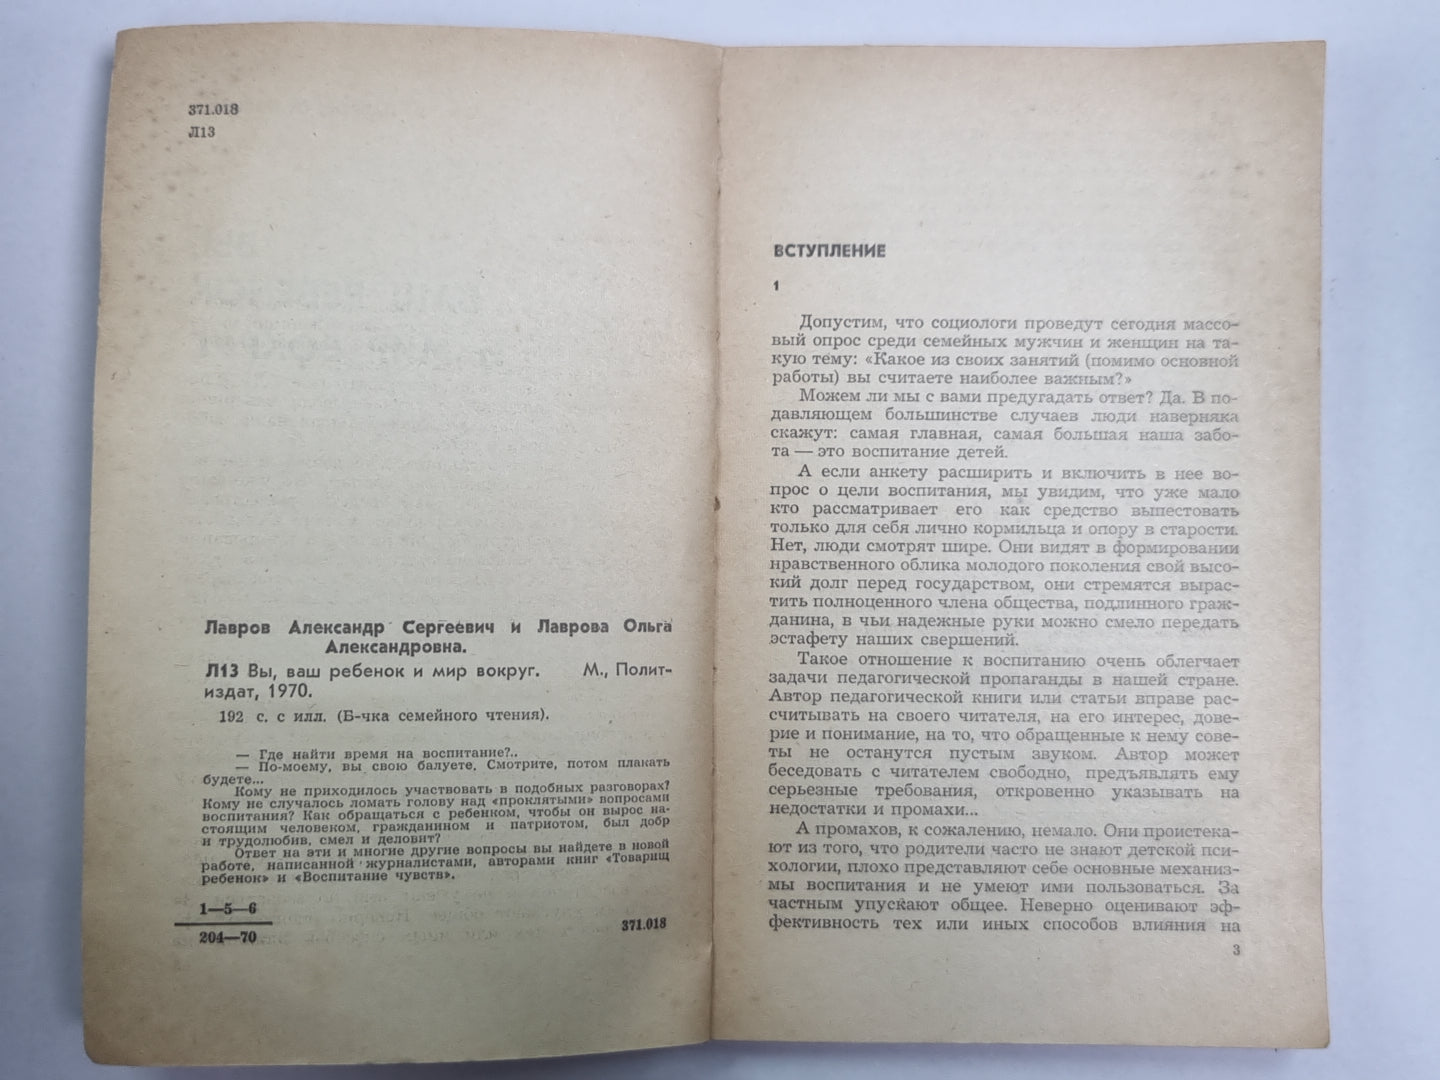 371.018
Л13
Лавров Александр Сергеевич и Лаврова Ольга
Александровна.
Л13 Вы, ваш ребенок и мир вокруг. М., Полит-
издат, 1970.
192 с. с илл. (Б-чка семейного чтения).
— Где найти время на воспитание?..
— По-моему, вы свою балуете. Смотрите, потом плакать
будете...
Кому не приходилось участвовать в подобных разговорах?
Кому не случалось ломать голову над «проклятыми» вопросами
воспитания? Как обращаться с ребенком, чтобы он вырос на-
стоящим человеком, гражданином и патриотом, был добр
и трудолюбив, смел и деловит?
Ответ на эти и многие другие вопросы вы найдете в новой
работе, написанной журналистами, авторами книг «Товарищ
ребенок» и «Воспитание чувств».
1—5—6
204—70
371.018
ВСТУПЛЕНИЕ
1
Допустим, что социологи проведут сегодня массо-
вый опрос среди семейных мужчин и женщин на та-
кую тему: «Какое из своих занятий (помимо основной
работы) вы считаете наиболее важным?»
Можем ли мы с вами предугадать ответ? Да. В по-
давляющем большинстве случаев люди наверняка
скажут: самая главная, самая большая наша забо-
та — это воспитание детей.
А если анкету расширить и включить в нее во-
прос о цели воспитания, мы увидим, что уже мало
кто рассматривает его как средство выпестовать
только для себя лично кормильца и опору в старости.
Нет, люди смотрят шире. Они видят в формировании
нравственного облика молодого поколения свой высо-
кий долг перед государством, они стремятся вырас-
тить полноценного члена общества, подлинного граж-
данина, в чьи надежные руки можно смело передать
эстафету наших свершений.
Такое отношение к воспитанию очень облегчает
задачи педагогической пропаганды в нашей стране.
Автор педагогической книги или статьи вправе рас-
считывать на своего читателя, на его интерес, дове-
рие и понимание, на то, что обращенные к нему сове-
ты не останутся пустым звуком. Автор может
беседовать с читателем свободно, предъявлять ему
серьезные требования, откровенно указывать на
недостатки и промахи...
А промахов, к сожалению, немало. Они проистека-
ют из того, что родители часто не знают детской пси-
хологии, плохо представляют себе основные механиз-
мы воспитания и не умеют ими пользоваться. За
частным упускают общее. Неверно оценивают эф-
фективность тех или иных способов влияния на
3